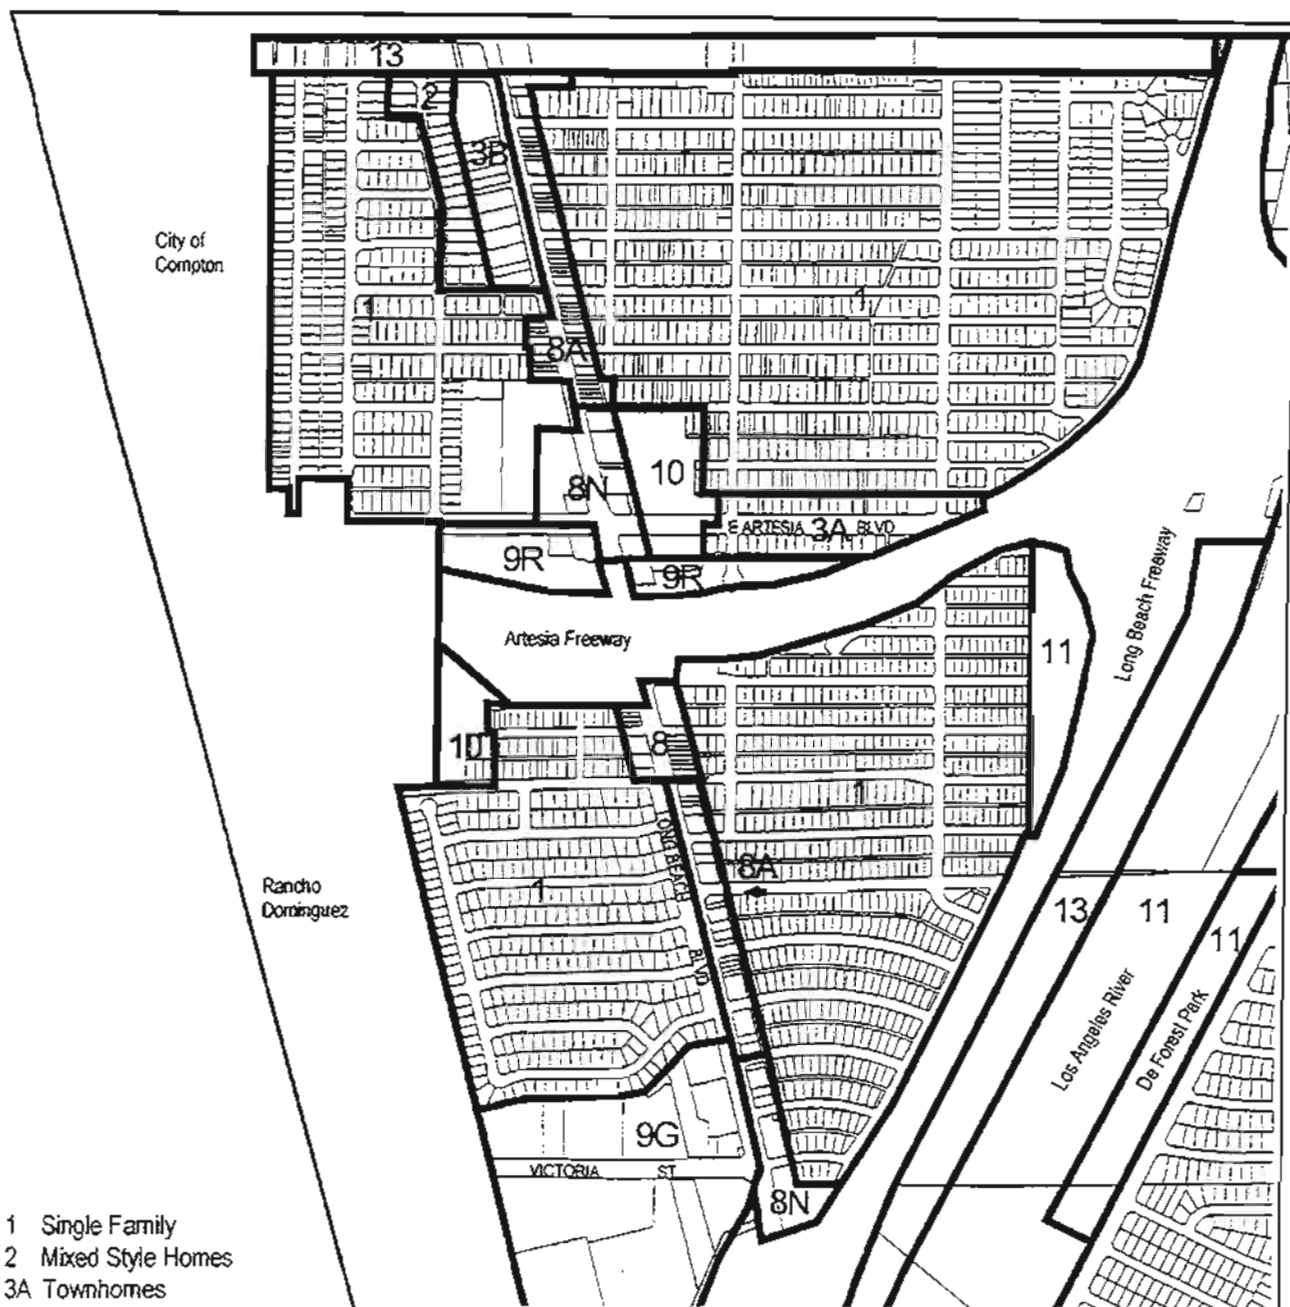 13
2
3B
City of
Compton
1
1
8A
10
8N
E ARTESIA 3A BLVD
9R
9R
Artesia Freeway
Long Beach Freeway
11
10
8
1
LONG BEACH BLVD
8A
Rancho
Dominguez
1
13
11
11
Los Angeles River
De Forest Park
9G
VICTORIA ST
8N
1 Single Family
2 Mixed Style Homes
3A Townhomes